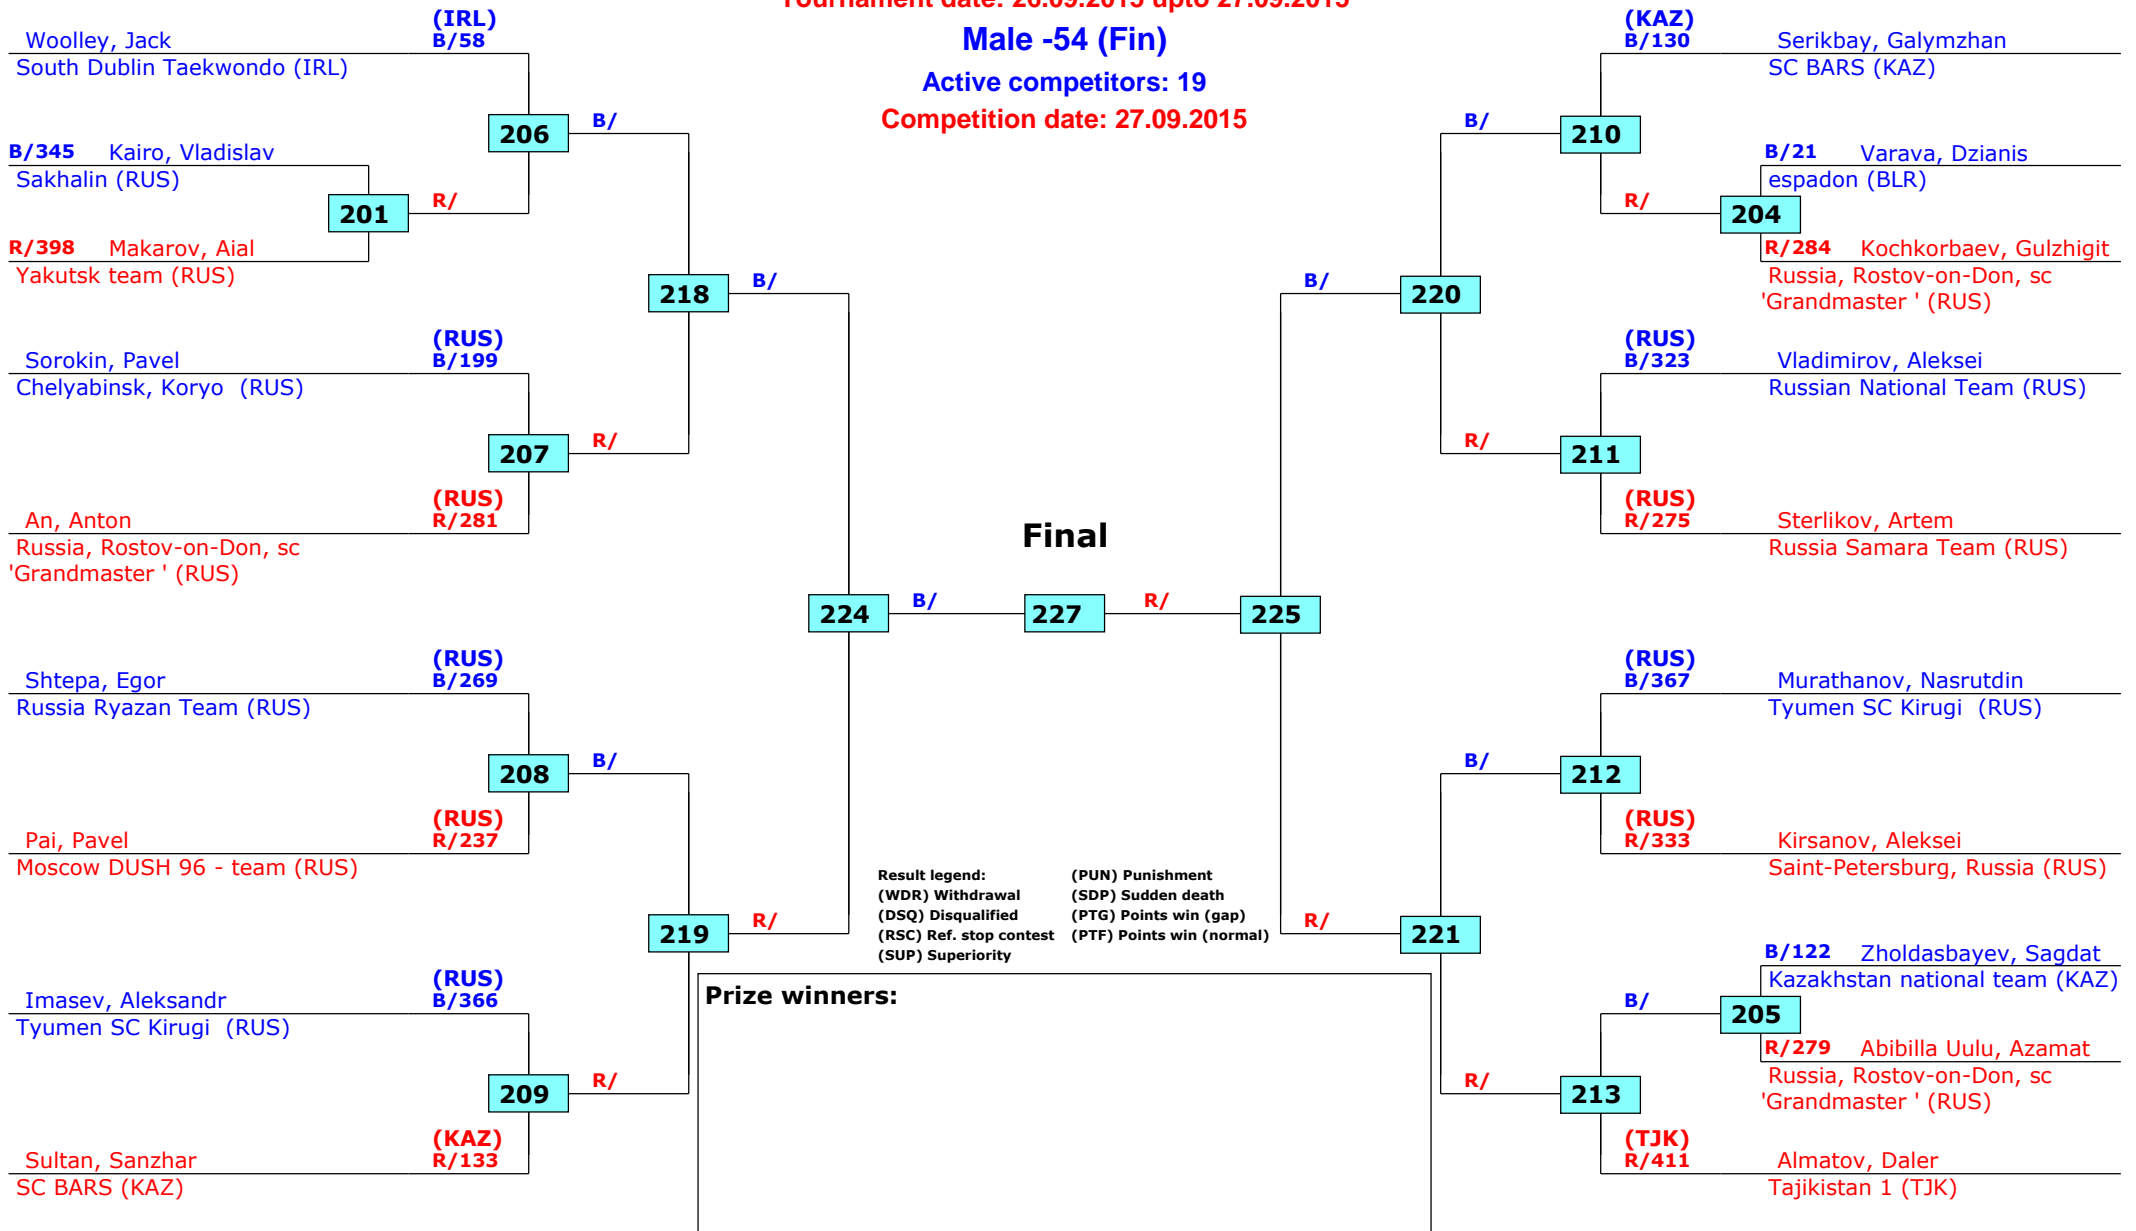 Tournament date: 26.09.2015 upto 27.09.2015
Male -54 (Fin)
Active competitors: 19
Competition date: 27.09.2015
(IRL)
Woolley, Jack B/58
South Dublin Taekwondo (IRL)
206 B/
B/345 Kairo, Vladislav
Sakhalin (RUS)
201 R/
R/398 Makarov, Aial
Yakutsk team (RUS)
218 B/
(RUS)
Sorokin, Pavel B/199
Chelyabinsk, Koryo (RUS)
207 R/
(RUS)
An, Anton R/281
Russia, Rostov-on-Don, sc
'Grandmaster ' (RUS)
224 B/
(RUS)
Shtepa, Egor B/269
Russia Ryazan Team (RUS)
208 B/
(RUS)
Pai, Pavel R/237
Moscow DUSH 96 - team (RUS)
219 R/
(RUS)
Imasev, Aleksandr B/366
Tyumen SC Kirugi (RUS)
209 R/
(KAZ)
Sultan, Sanzhar R/133
SC BARS (KAZ)
Final
227
(KAZ)
B/130 Serikbay, Galymzhan
SC BARS (KAZ)
B/ 210
B/21 Varava, Dzianis
espadon (BLR)
R/ 204
R/284 Kochkorbaev, Gulzhigit
Russia, Rostov-on-Don, sc
'Grandmaster ' (RUS)
B/ 220
(RUS)
B/323 Vladimirov, Aleksei
Russian National Team (RUS)
R/ 211
(RUS)
R/275 Sterlikov, Artem
Russia Samara Team (RUS)
R/ 225
(RUS)
B/367 Murathanov, Nasrutdin
Tyumen SC Kirugi (RUS)
B/ 212
(RUS)
R/333 Kirsanov, Aleksei
Saint-Petersburg, Russia (RUS)
R/ 221
B/122 Zholdasbayev, Sagdat
Kazakhstan national team (KAZ)
B/ 205
R/279 Abibilla Uulu, Azamat
Russia, Rostov-on-Don, sc
'Grandmaster ' (RUS)
R/ 213
(TJK)
R/411 Almatov, Daler
Tajikistan 1 (TJK)
Result legend: (PUN) Punishment
(WDR) Withdrawal (SDP) Sudden death
(DSQ) Disqualified (PTG) Points win (gap)
(RSC) Ref. stop contest (PTF) Points win (normal)
(SUP) Superiority
Prize winners: